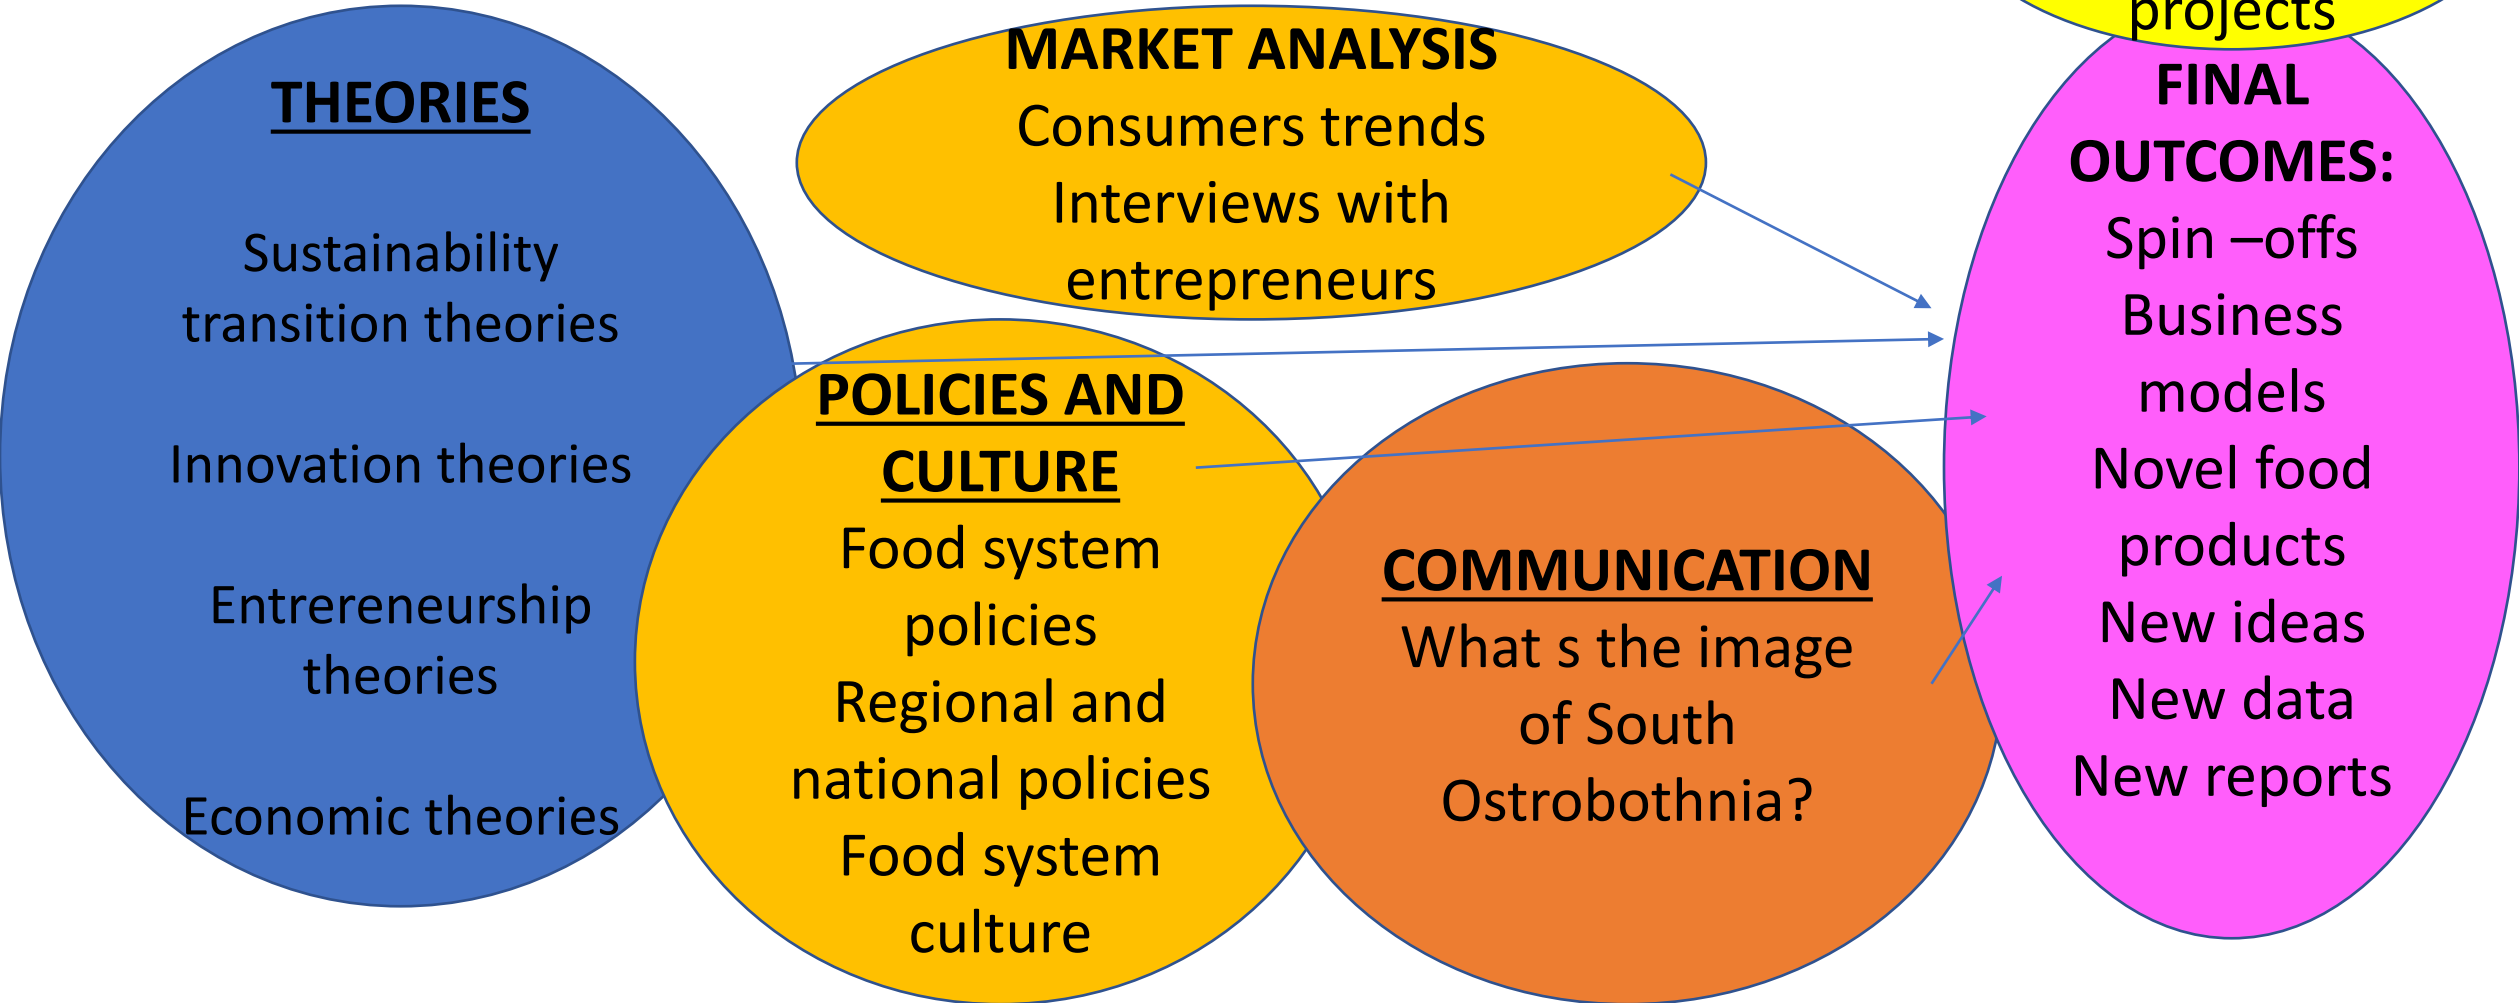 THEORIES
Sustainability
transition theories
Innovation theories
Entrereneurship
theories
Economic theories
MARKET ANALYSIS
Consumers trends
Interviews with
entrepreneurs
POLICIES AND
CULTURE
Food system
policies
Regional and
national policies
Food system
culture
COMMUNICATION
What s the image
of South
Ostrobothnia?
projects
FINAL
OUTCOMES:
Spin –offs
Business
models
Novel food
products
New ideas
New data
New reports